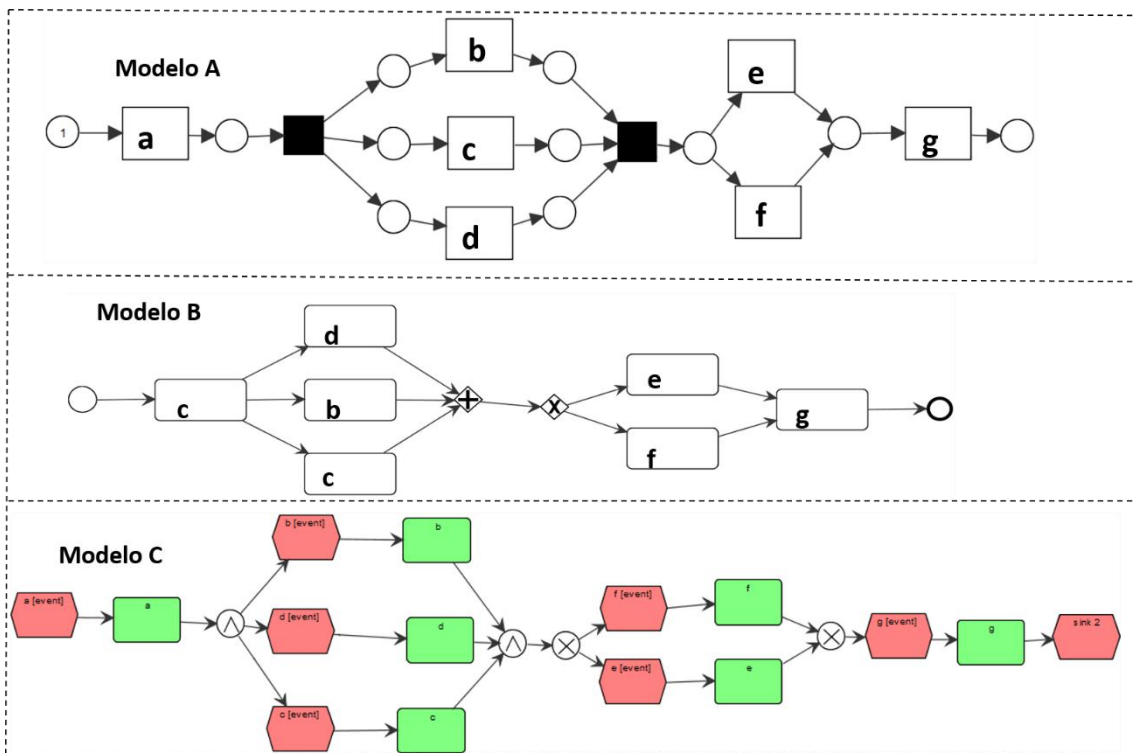 Modelo A
1
a
b
c
d
e
f
g
Modelo B
c
d
b
c
+
X
e
f
g
Modelo C
a [event]
a
b [event]
b
d [event]
d
c [event]
c
f [event]
f
e [event]
e
g [event]
g
sink 2